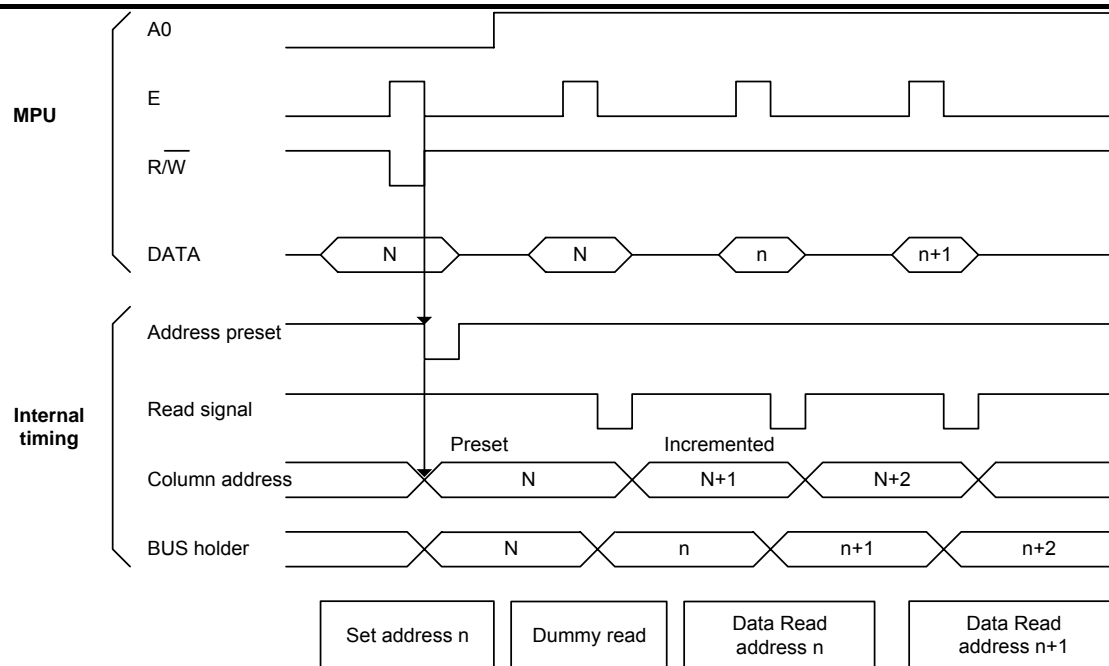 A0
MPU
E
R/W̅
DATA
N
N
n
n+1
Address preset
Internal
timing
Read signal
Preset
Incremented
Column address
N
N+1
N+2
BUS holder
N
n
n+1
n+2
Set address n
Dummy read
Data Read
address n
Data Read
address n+1